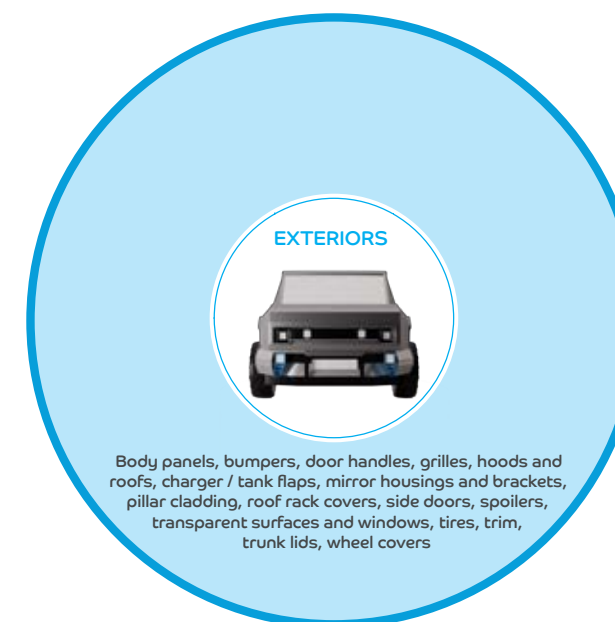 EXTERIORS
Body panels, bumpers, door handles, grilles, hoods and
roofs, charger / tank flaps, mirror housings and brackets,
pillar cladding, roof rack covers, side doors, spoilers,
transparent surfaces and windows, tires, trim,
trunk lids, wheel covers